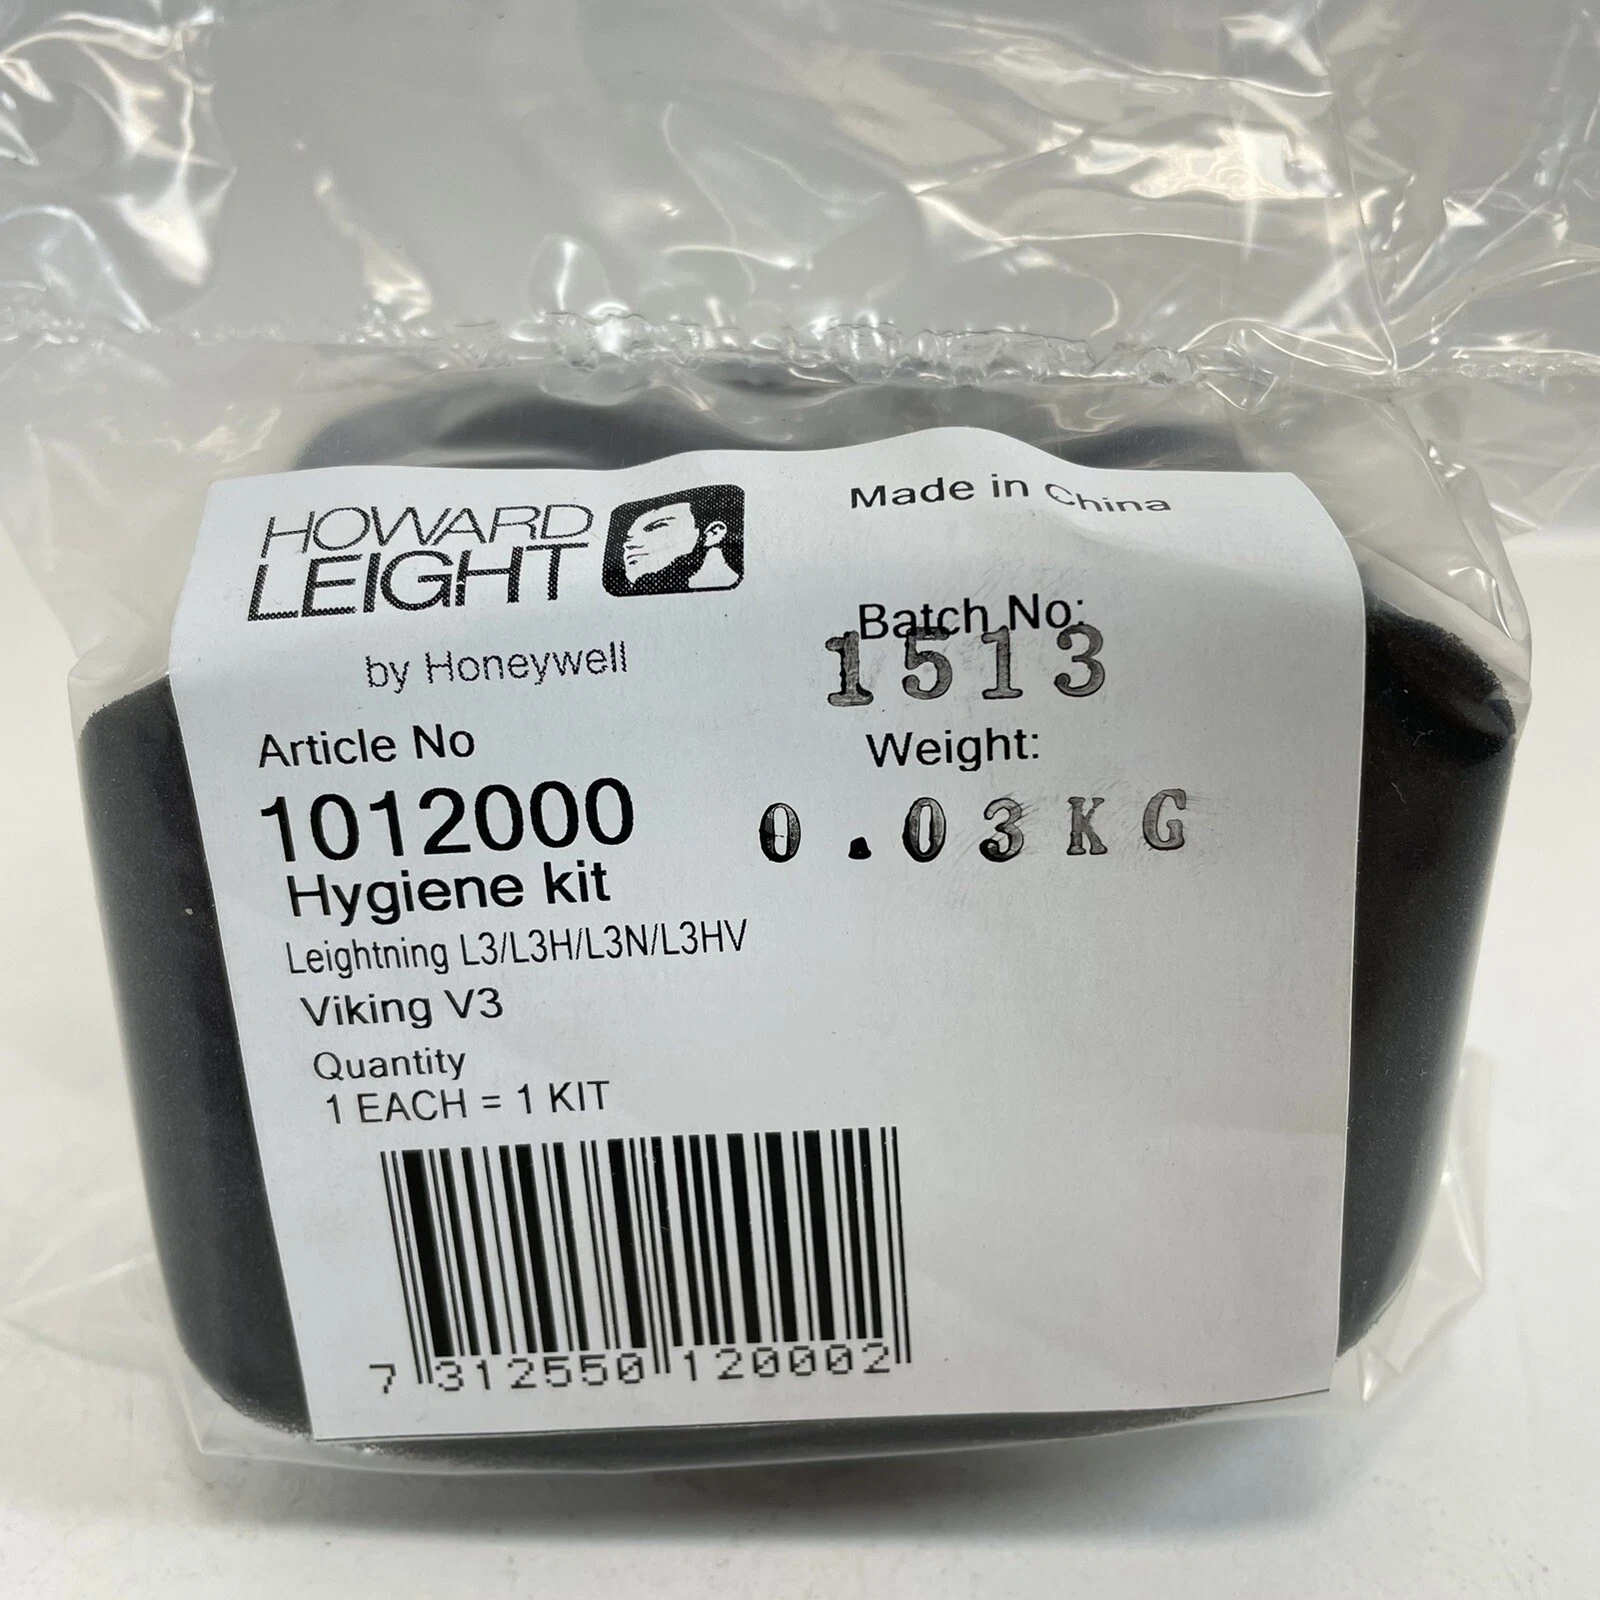 HOWARD
LEIGHT
by Honeywell
Made in China
Batch No:
1513
Weight:
0.03KG
Article No
1012000
Hygiene kit
Leightning L3/L3H/L3N/L3HV
Viking V3
Quantity
1 EACH = 1 KIT
7 312550 120002